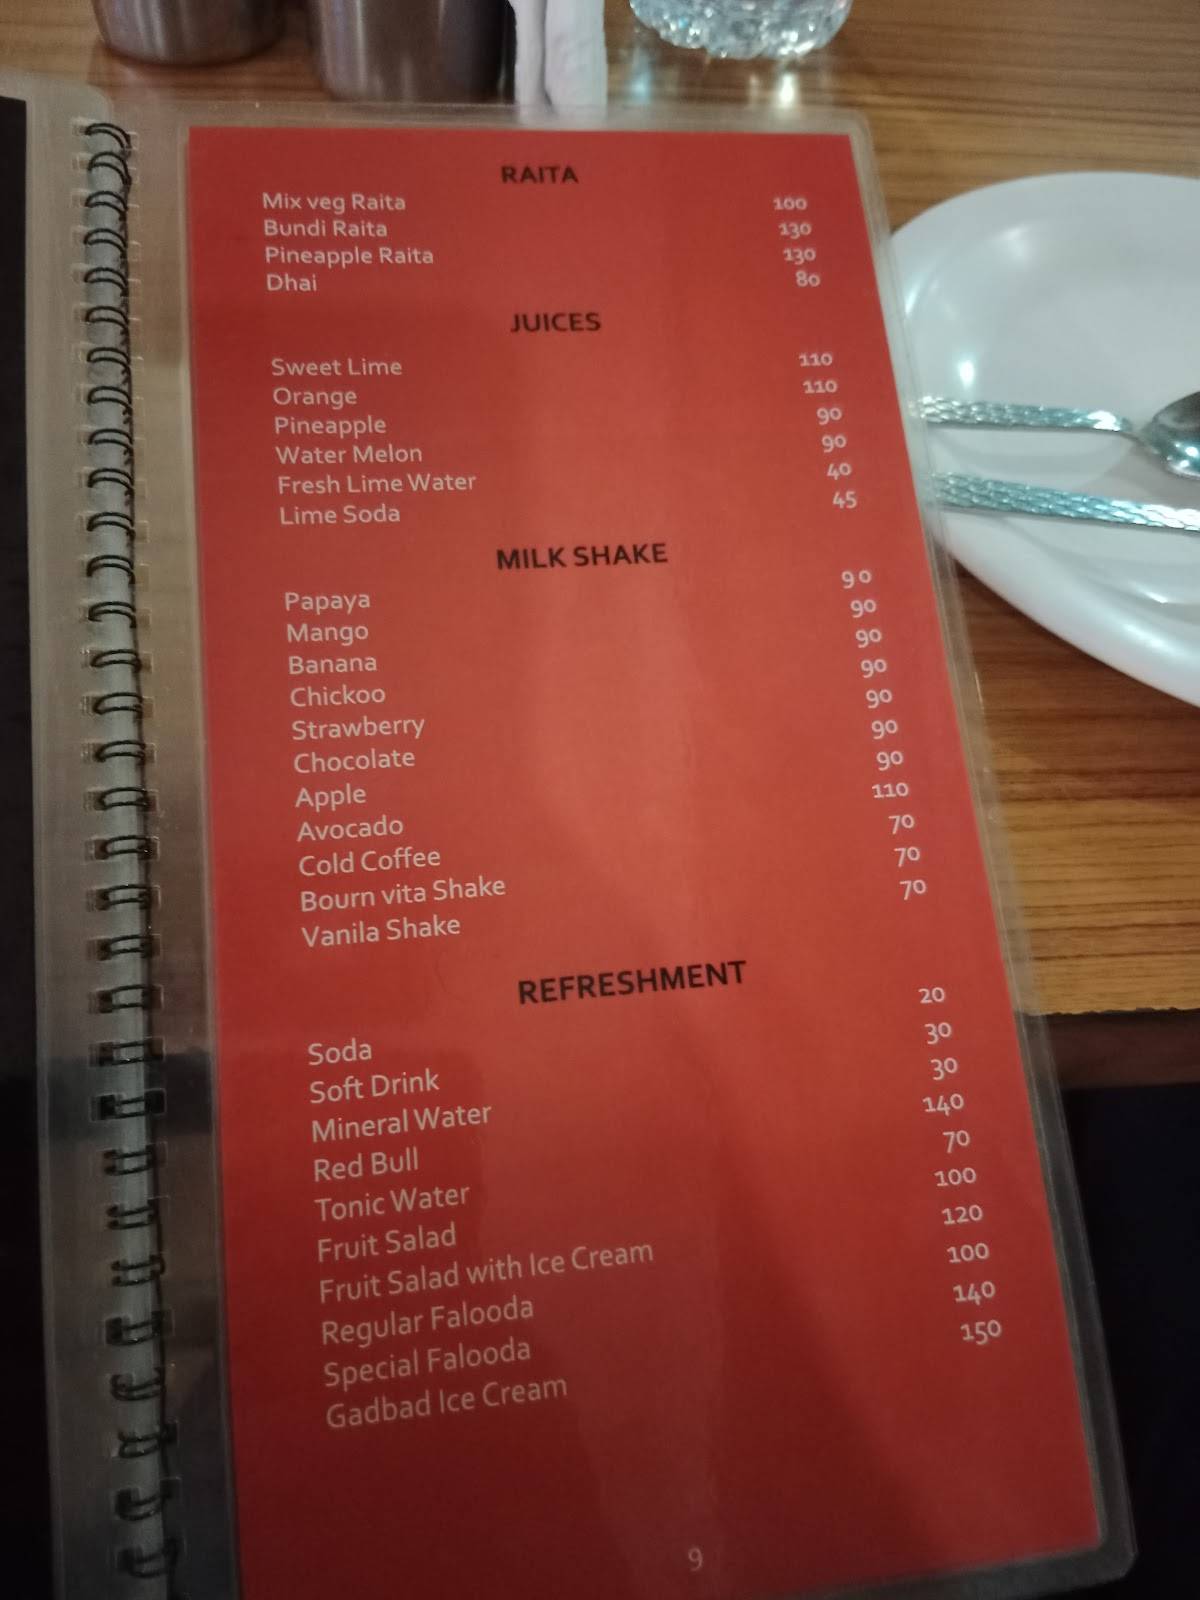 RAITA
Mix veg Raita 100
Bundi Raita 130
Pineapple Raita 130
Dhai 80
JUICES
Sweet Lime 110
Orange 110
Pineapple 90
Water Melon 90
Fresh Lime Water 40
Lime Soda 45
MILK SHAKE
Papaya 90
Mango 90
Banana 90
Chickoo 90
Strawberry 90
Chocolate 90
Apple 90
Avocado 110
Cold Coffee 70
Bourn vita Shake 70
Vanila Shake 70
REFRESHMENT
Soda 20
Soft Drink 30
Mineral Water 30
Red Bull 140
Tonic Water 70
Fruit Salad 100
Fruit Salad with Ice Cream 120
Regular Falooda 100
Special Falooda 140
Gadbad Ice Cream 150
9